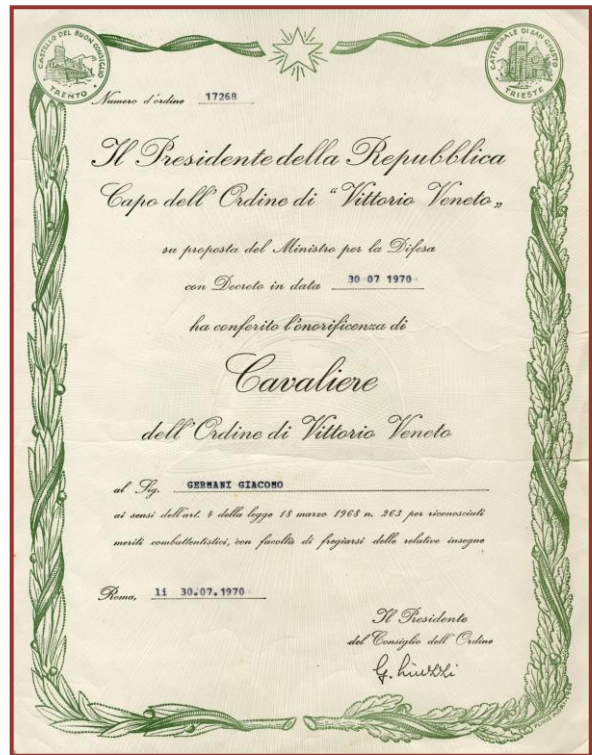 CASTELLO DEL BUON CONSIGLIO
TRENTO
CATTEDRALE DI SAN GIUSTO
TRIESTE
Numero d'ordine 17268
Il Presidente della Repubblica
Capo dell'Ordine di "Vittorio Veneto„
su proposta del Ministro per la Difesa
con Decreto in data 30 07 1970
ha conferito l'onorificenza di
Cavaliere
dell'Ordine di Vittorio Veneto
al Sig. GERMANI GIACOMO
ai sensi dell'art. 4 della legge 18 marzo 1968 n. 263 per riconosciuti
meriti combattentistici, con facoltà di fregiarsi delle relative insegne
Roma, li 30.07.1970
Il Presidente
del Consiglio dell'Ordine